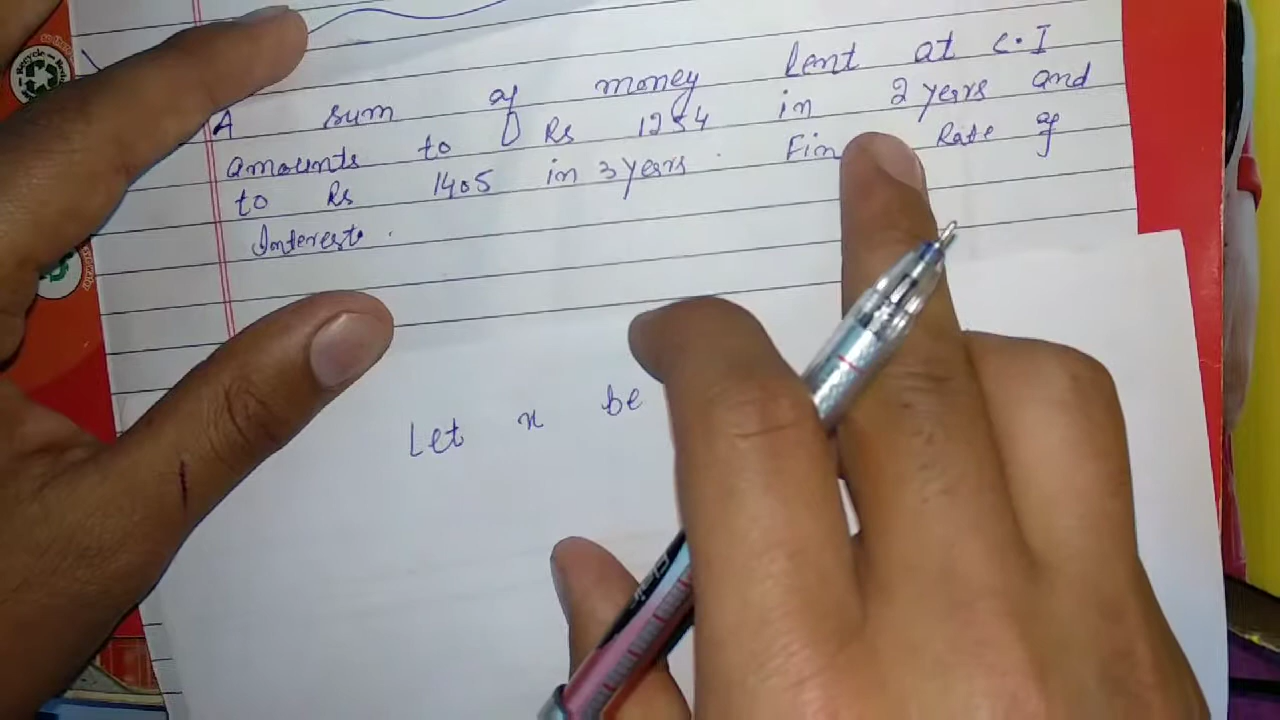 A sum of money lent at C.I
amounts to Rs 1254 in 2 years and
to Rs 1405 in 3 years. Fin Rate of
Interest.
Let x be